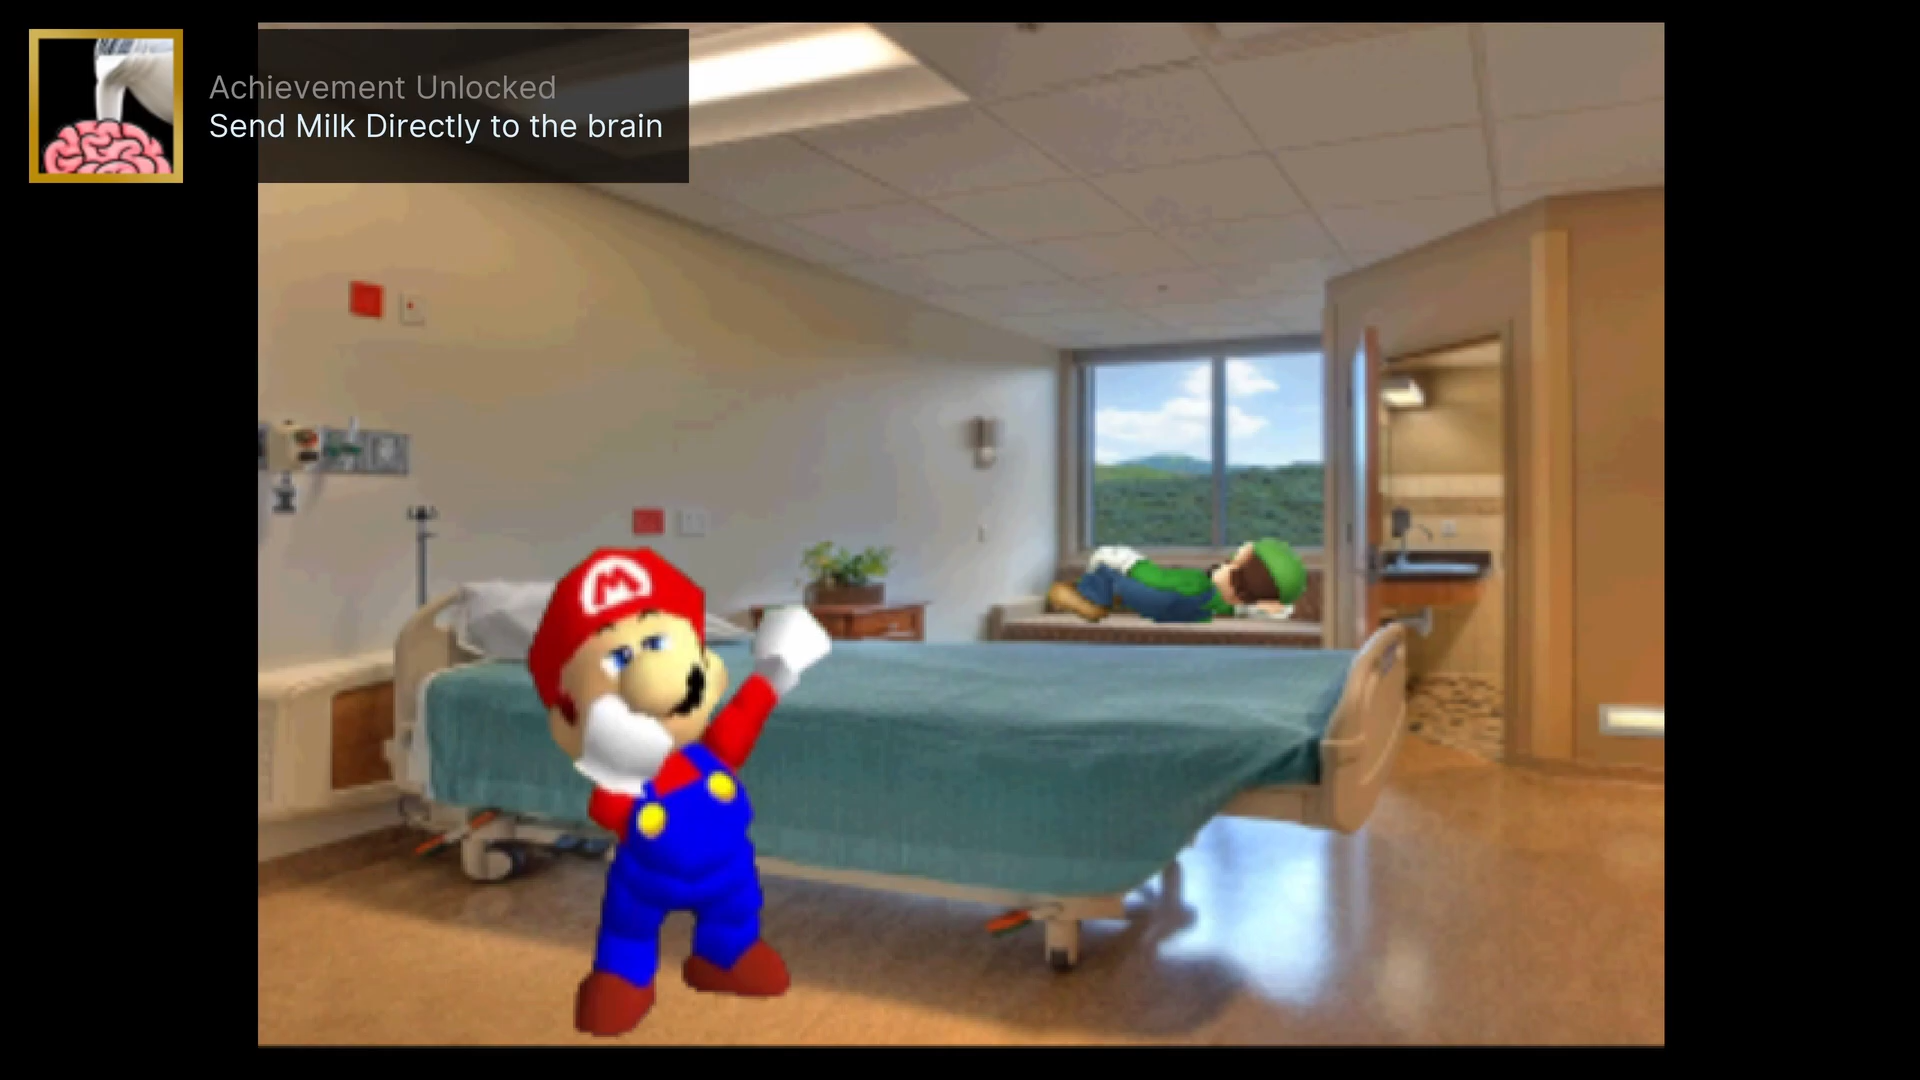 Achievement Unlocked
Send Milk Directly to the brain
M